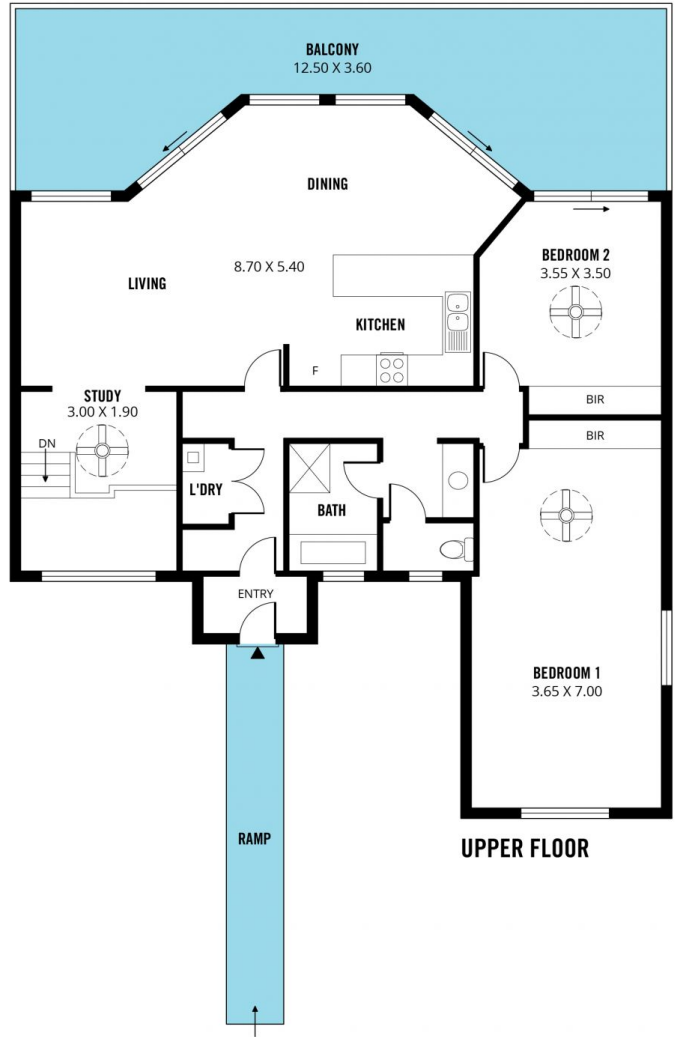 BALCONY
12.50 X 3.60
DINING
8.70 X 5.40
LIVING
BEDROOM 2
3.55 X 3.50
KITCHEN
F
STUDY
3.00 X 1.90
BIR
DN
BIR
L'DRY
BATH
ENTRY
BEDROOM 1
3.65 X 7.00
RAMP
UPPER FLOOR